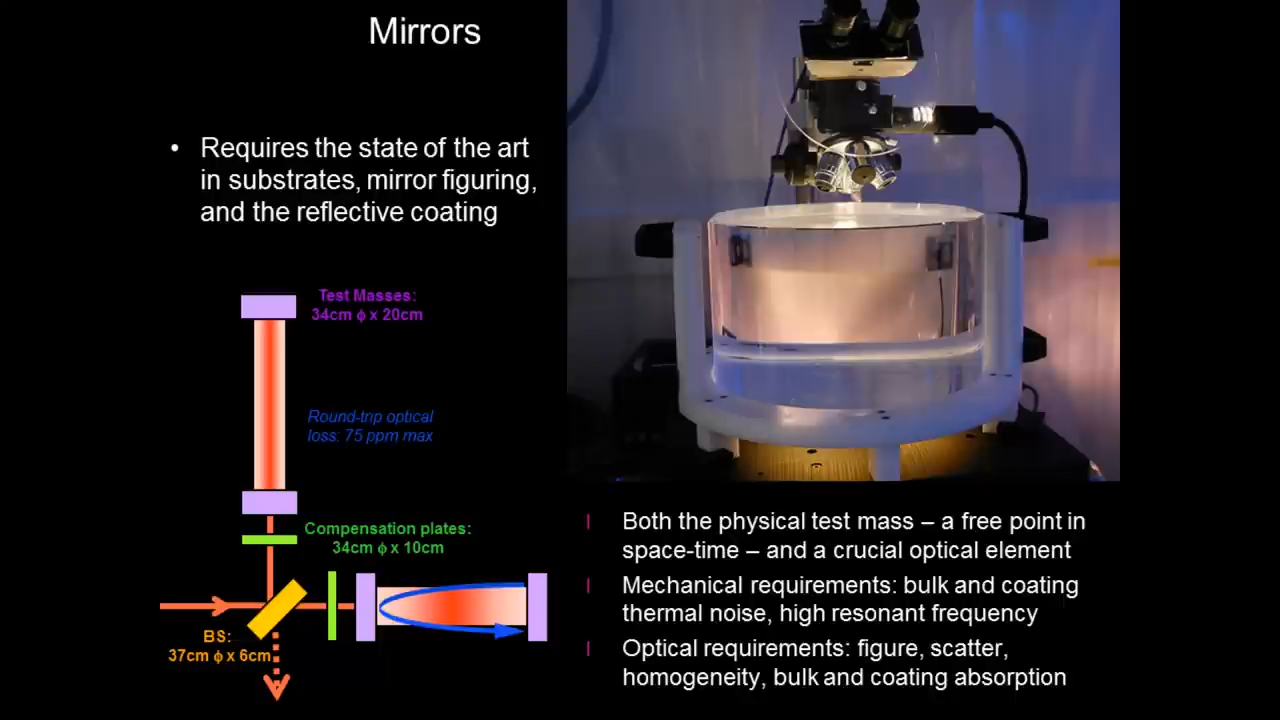 Mirrors
• Requires the state of the art
in substrates, mirror figuring,
and the reflective coating
Test Masses:
34cm ϕ x 20cm
Round-trip optical
loss: 75 ppm max
Compensation plates:
34cm ϕ x 10cm
BS:
37cm ϕ x 6cm
Both the physical test mass – a free point in
space-time – and a crucial optical element
Mechanical requirements: bulk and coating
thermal noise, high resonant frequency
Optical requirements: figure, scatter,
homogeneity, bulk and coating absorption